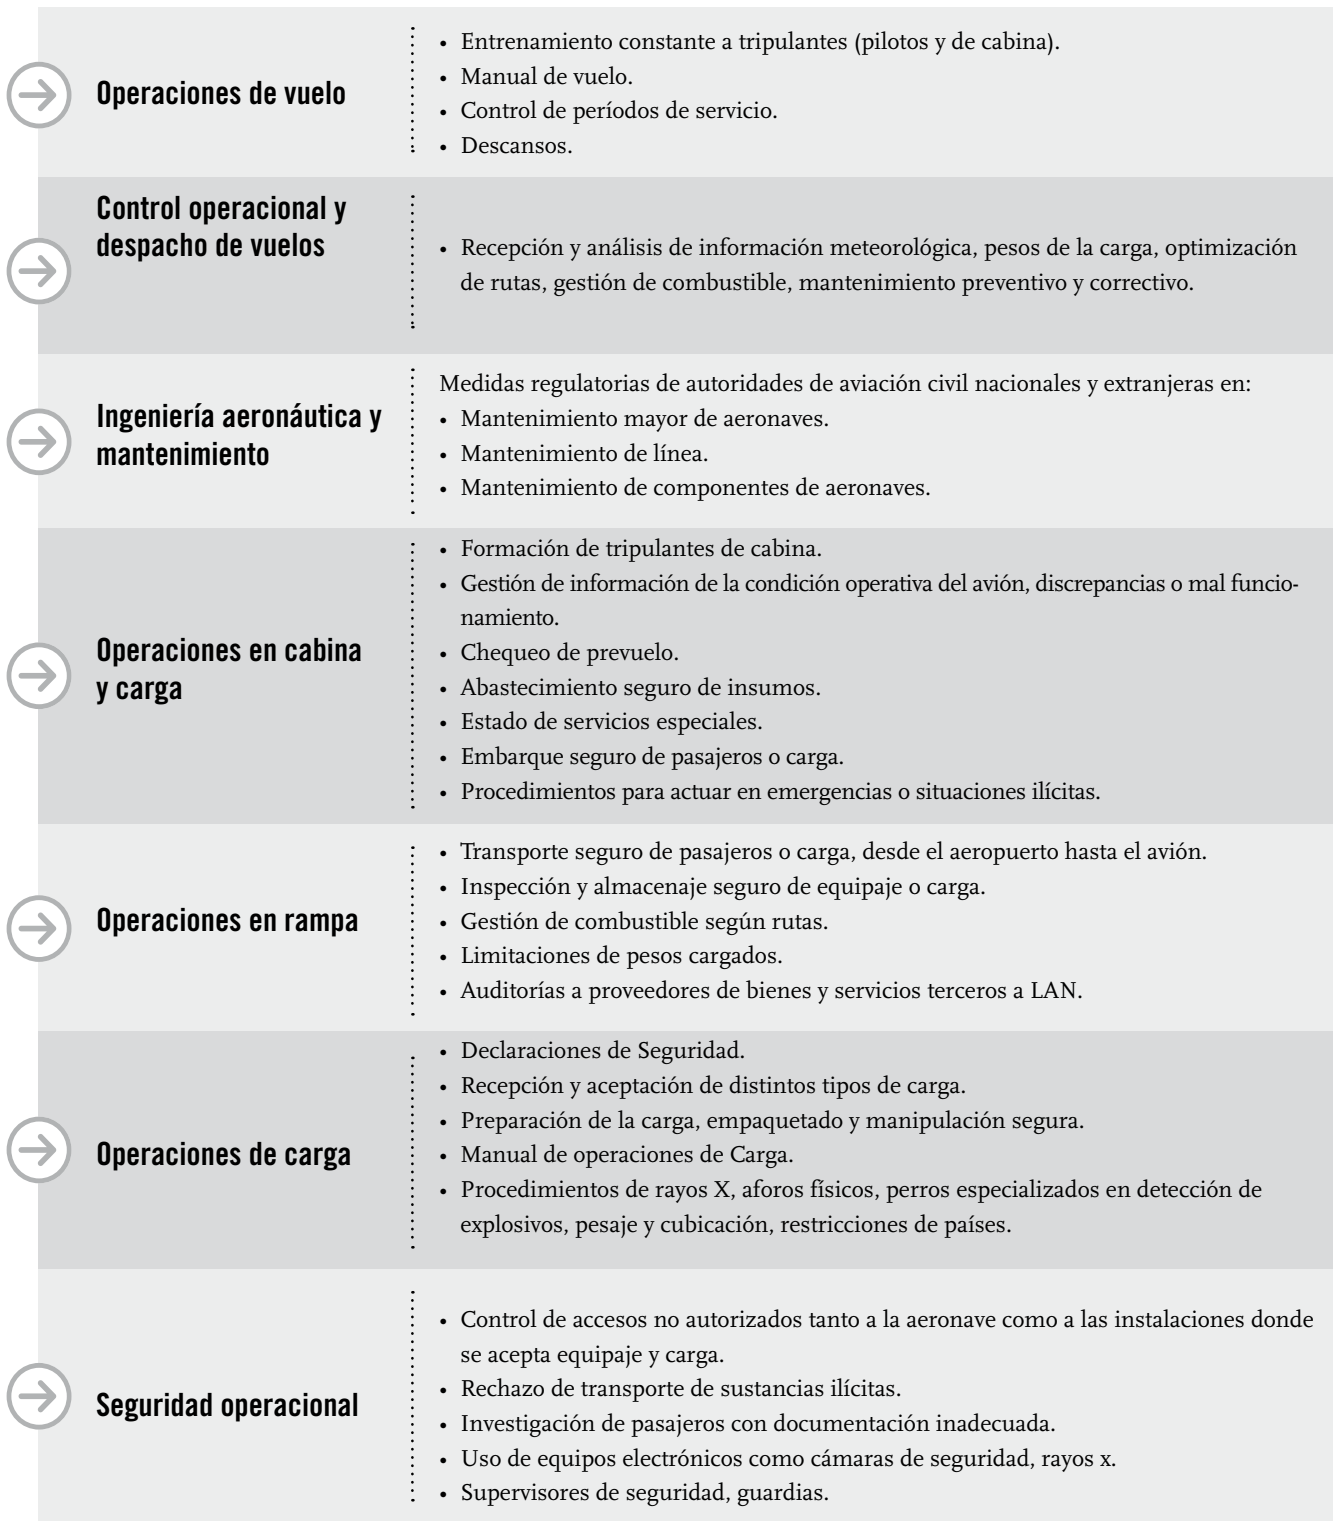 Operaciones de vuelo
• Entrenamiento constante a tripulantes (pilotos y de cabina).
• Manual de vuelo.
• Control de períodos de servicio.
• Descansos.
Control operacional y
despacho de vuelos
• Recepción y análisis de información meteorológica, pesos de la carga, optimización
de rutas, gestión de combustible, mantenimiento preventivo y correctivo.
Ingeniería aeronáutica y
mantenimiento
Medidas regulatorias de autoridades de aviación civil nacionales y extranjeras en:
• Mantenimiento mayor de aeronaves.
• Mantenimiento de línea.
• Mantenimiento de componentes de aeronaves.
Operaciones en cabina
y carga
• Formación de tripulantes de cabina.
• Gestión de información de la condición operativa del avión, discrepancias o mal funcio-
namiento.
• Chequeo de prevuelo.
• Abastecimiento seguro de insumos.
• Estado de servicios especiales.
• Embarque seguro de pasajeros o carga.
• Procedimientos para actuar en emergencias o situaciones ilícitas.
Operaciones en rampa
• Transporte seguro de pasajeros o carga, desde el aeropuerto hasta el avión.
• Inspección y almacenaje seguro de equipaje o carga.
• Gestión de combustible según rutas.
• Limitaciones de pesos cargados.
• Auditorías a proveedores de bienes y servicios terceros a LAN.
Operaciones de carga
• Declaraciones de Seguridad.
• Recepción y aceptación de distintos tipos de carga.
• Preparación de la carga, empaquetado y manipulación segura.
• Manual de operaciones de Carga.
• Procedimientos de rayos X, aforos físicos, perros especializados en detección de
explosivos, pesaje y cubicación, restricciones de países.
Seguridad operacional
• Control de accesos no autorizados tanto a la aeronave como a las instalaciones donde
se acepta equipaje y carga.
• Rechazo de transporte de sustancias ilícitas.
• Investigación de pasajeros con documentación inadecuada.
• Uso de equipos electrónicos como cámaras de seguridad, rayos x.
• Supervisores de seguridad, guardias.